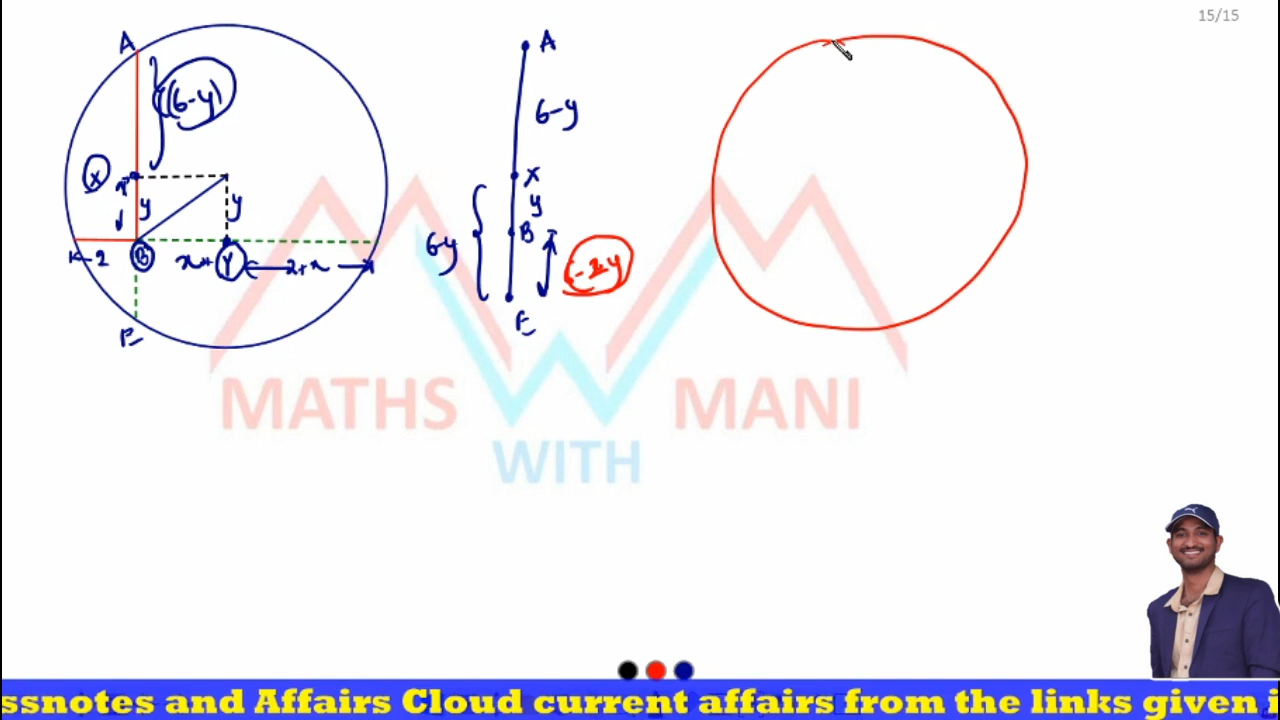 15/15
A
(6-y)
X
y
y
2
B
x
Y
2+x
E
A
6-y
X
y
B
6-y
E
MATHS WITH MANI
ssnotes and Affairs Cloud current affairs from the links given i